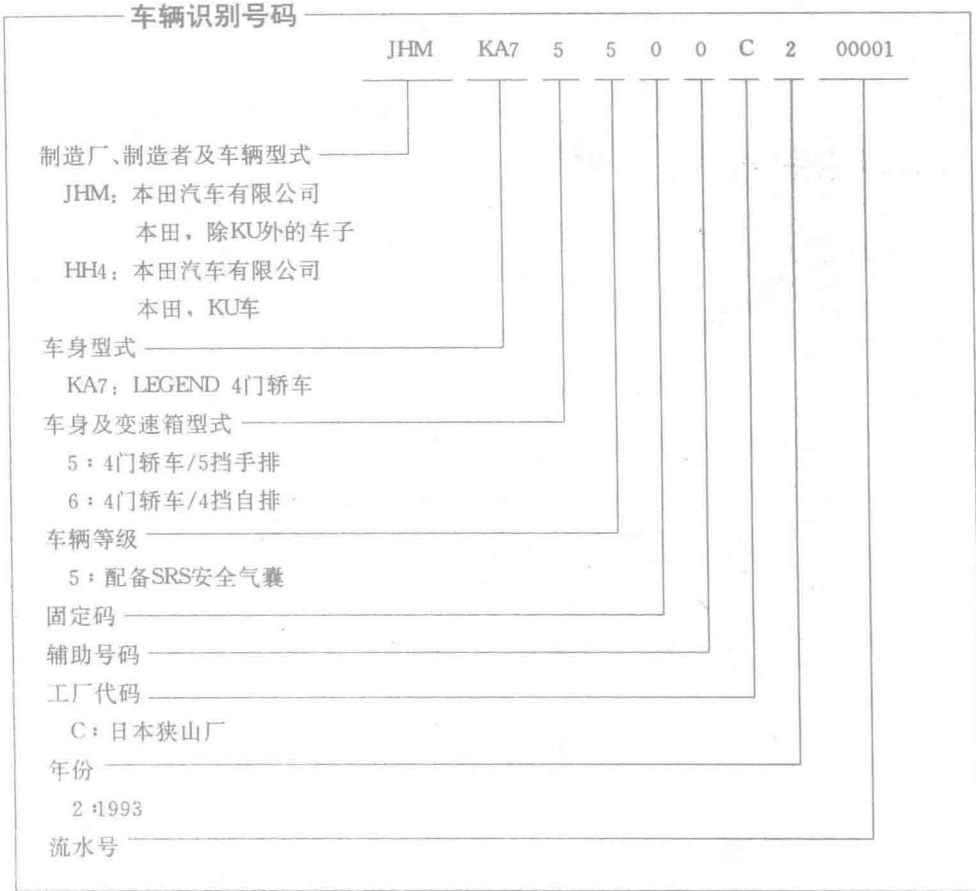 车辆识别号码
JHM KA7 5 5 0 0 C 2 00001
制造厂、制造者及车辆型式
JHM：本田汽车有限公司
本田，除KU外的车子
HH4：本田汽车有限公司
本田、KU车
车身型式
KA7：LEGEND 4门轿车
车身及变速箱型式
5：4门轿车/5挡手排
6：4门轿车/4挡自排
车辆等级
5：配备SRS安全气囊
固定码
辅助号码
工厂代码
C：日本狭山厂
年份
2：1993
流水号